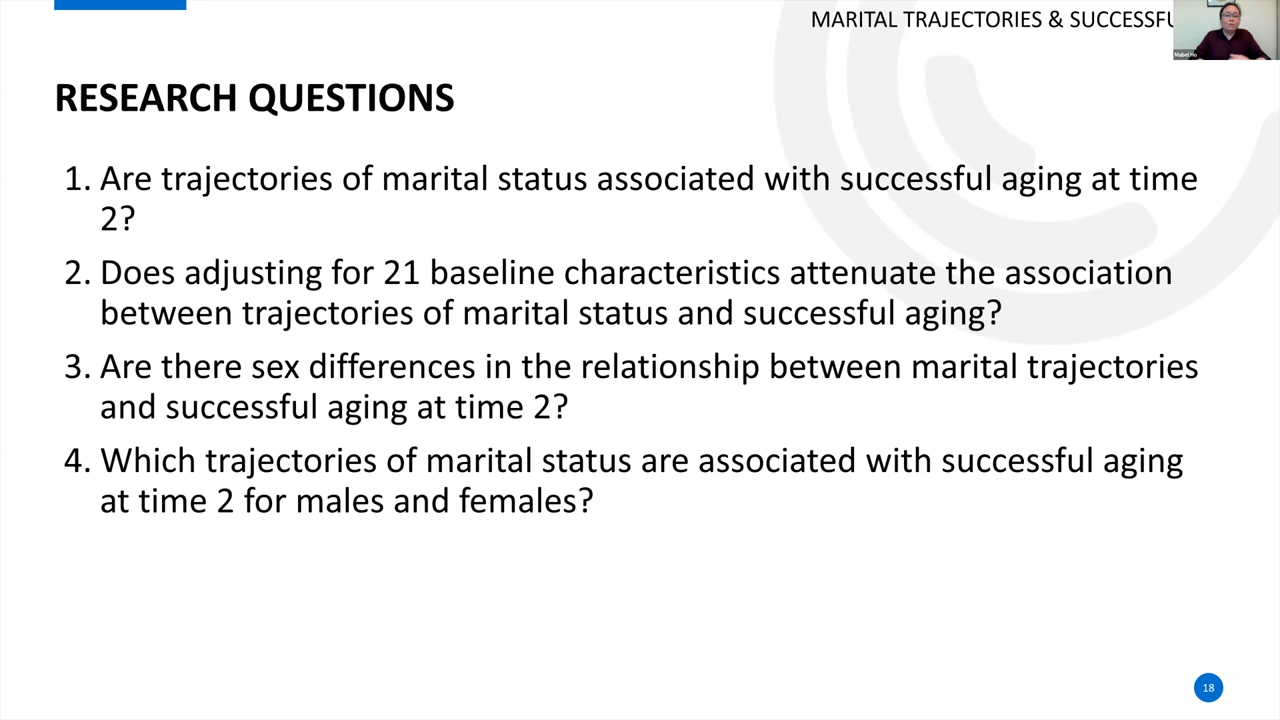 MARITAL TRAJECTORIES & SUCCESSFU
Mabel Ho
RESEARCH QUESTIONS
1. Are trajectories of marital status associated with successful aging at time
2?
2. Does adjusting for 21 baseline characteristics attenuate the association
between trajectories of marital status and successful aging?
3. Are there sex differences in the relationship between marital trajectories
and successful aging at time 2?
4. Which trajectories of marital status are associated with successful aging
at time 2 for males and females?
18